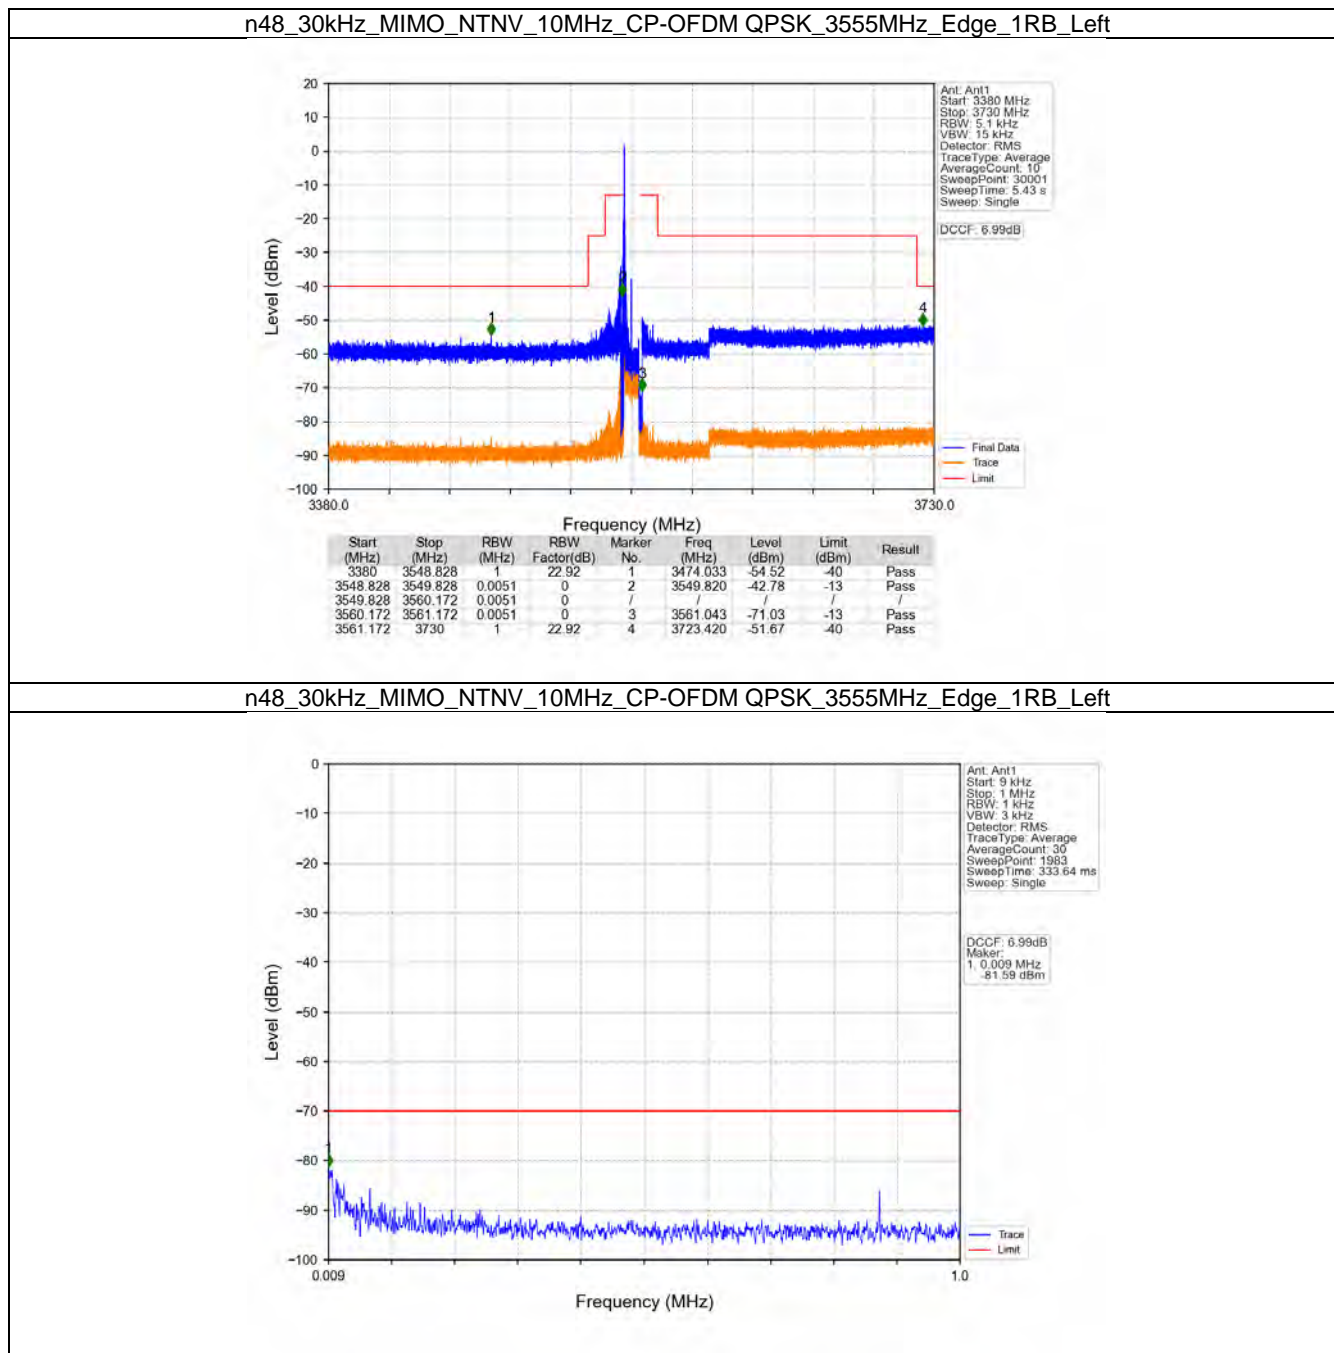 n48_30kHz_MIMO_NTNV_10MHz_CP-OFDM QPSK_3555MHz_Edge_1RB_Left
20
10
0
−10
−20
−30
−40
−50
−60
−70
−80
−90
−100
Level (dBm)
1
2
3
4
3380.0
3730.0
Frequency (MHz)
Ant: Ant1
Start: 3380 MHz
Stop: 3730 MHz
RBW: 5.1 kHz
VBW: 15 kHz
Detector: RMS
TraceType: Average
AverageCount: 10
SweepPoint: 30001
SweepTime: 5.43 s
Sweep: Single
DCCF: 6.99dB
Final Data
Trace
Limit
Start (MHz) Stop (MHz) RBW (MHz) RBW Factor(dB) Marker No. Freq (MHz) Level (dBm) Limit (dBm) Result
3380 3548.828 1 22.92 1 3474.033 -54.52 -40 Pass
3548.828 3549.828 0.0051 0 2 3549.820 -42.78 -13 Pass
3549.828 3560.172 0.0051 0 / / / / /
3560.172 3561.172 0.0051 0 3 3561.043 -71.03 -13 Pass
3561.172 3730 1 22.92 4 3723.420 -51.67 -40 Pass
n48_30kHz_MIMO_NTNV_10MHz_CP-OFDM QPSK_3555MHz_Edge_1RB_Left
0
−10
−20
−30
−40
−50
−60
−70
−80
−90
−100
Level (dBm)
1
0.009
1.0
Frequency (MHz)
Ant: Ant1
Start: 9 kHz
Stop: 1 MHz
RBW: 1 kHz
VBW: 3 kHz
Detector: RMS
TraceType: Average
AverageCount: 30
SweepPoint: 1983
SweepTime: 333.64 ms
Sweep: Single
DCCF: 6.99dB
Maker:
1. 0.009 MHz
-81.59 dBm
Trace
Limit